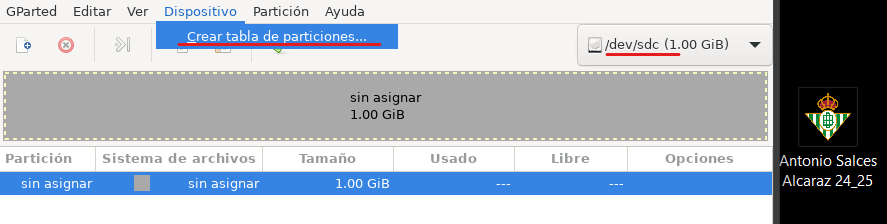 GParted Editar Ver Dispositivo Partición Ayuda
Crear tabla de particiones...
/dev/sdc (1.00 GiB)
sin asignar
1.00 GiB
Partición Sistema de archivos Tamaño Usado Libre Opciones
sin asignar sin asignar 1.00 GiB --- ---
Antonio Salces
Alcaraz 24_25